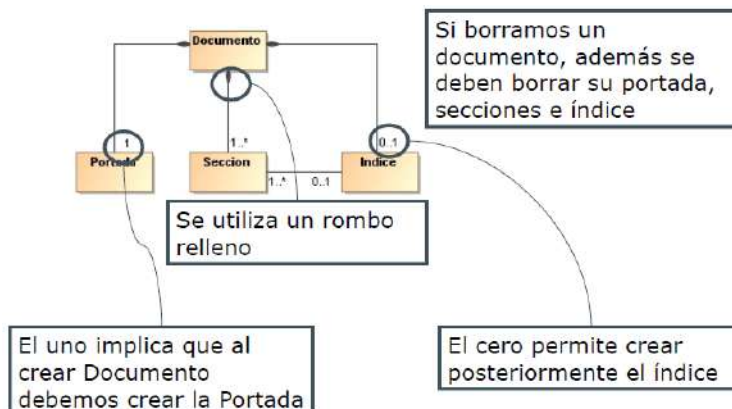 Documento
Si borramos un
documento, además se
deben borrar su portada,
secciones e índice
1
1..*
0..1
Portada
Seccion
Indice
1..*
0..1
Se utiliza un rombo
relleno
El uno implica que al
crear Documento
debemos crear la Portada
El cero permite crear
posteriormente el índice